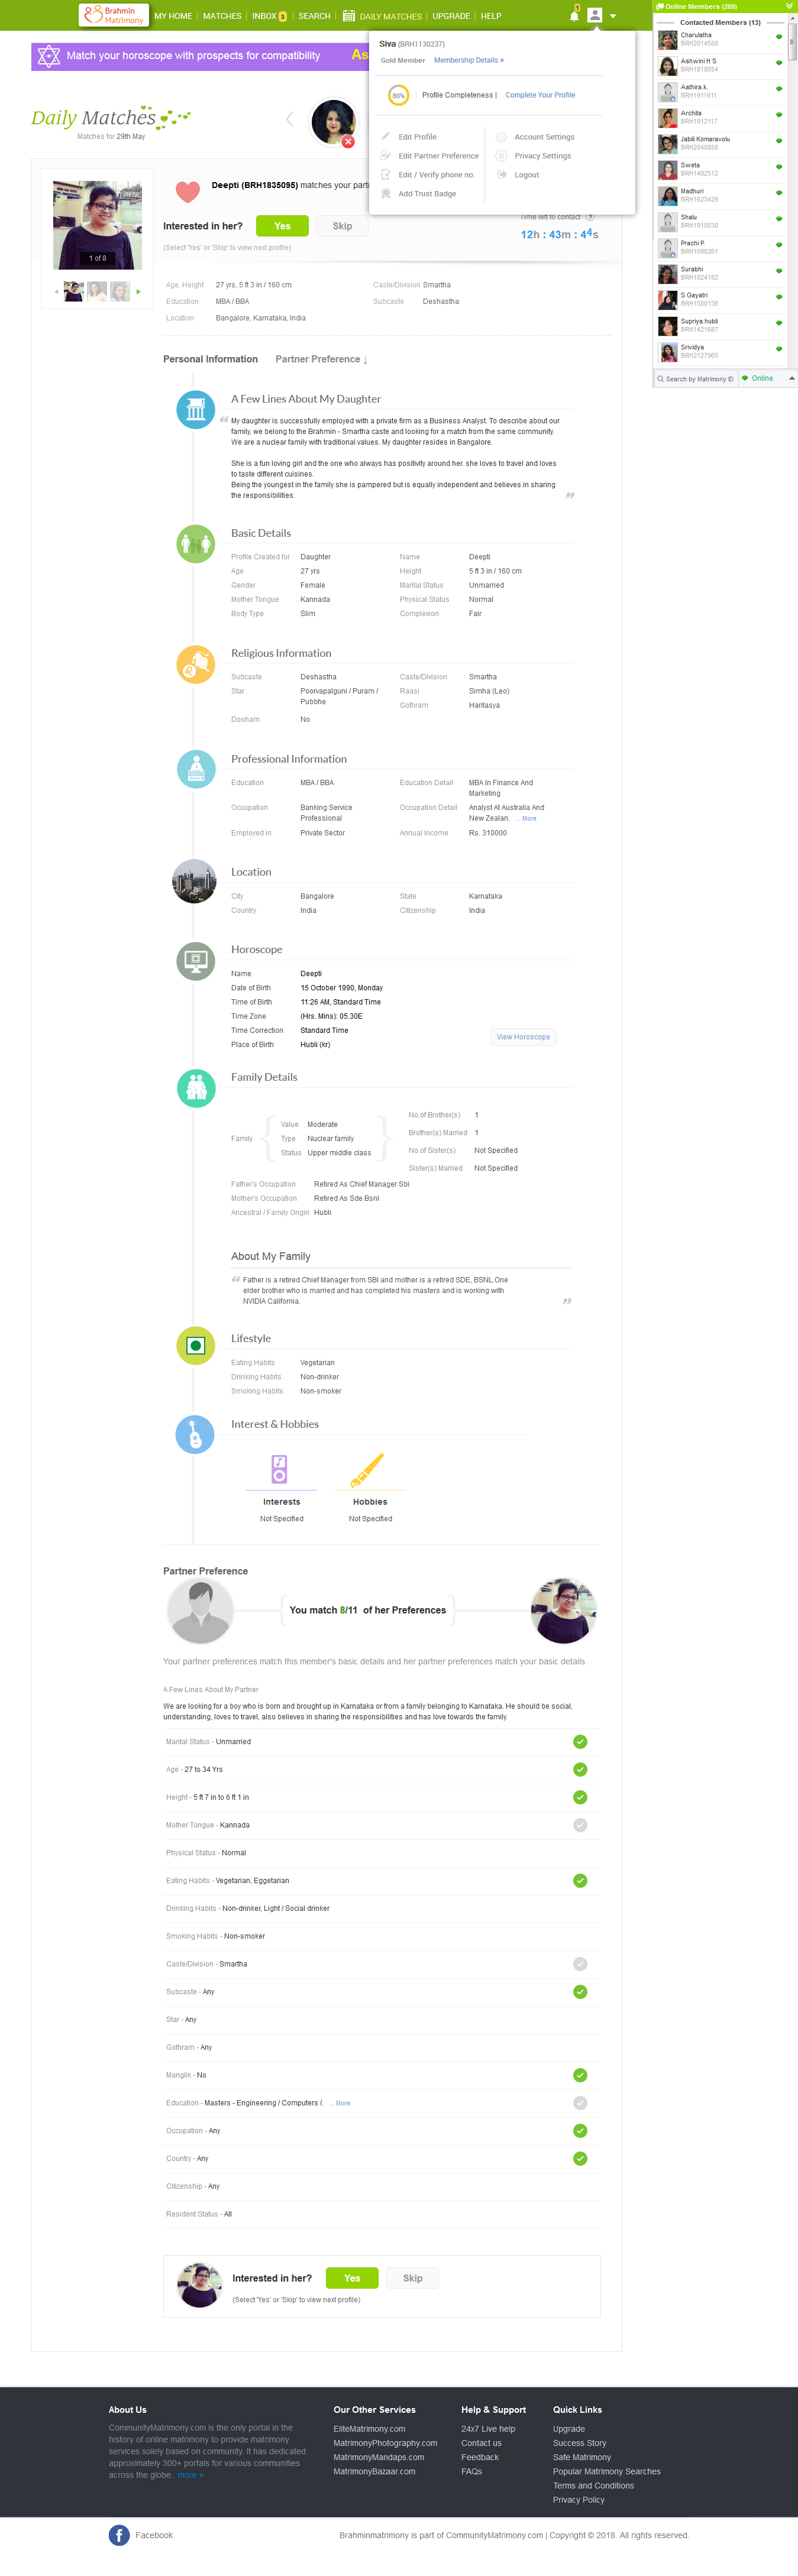 Brahmin
Matrimony
MY HOME
MATCHES
INBOX 3
SEARCH
DAILY MATCHES
UPGRADE
HELP
1
Match your horoscope with prospects for compatibility
As
Siva (BRH1130237)
Gold Member Membership Details »
80%
Profile Completeness | Complete Your Profile
Edit Profile
Edit Partner Preference
Edit / Verify phone no.
Add Trust Badge
Account Settings
Privacy Settings
Logout
Daily Matches
Matches for 29th May
Online Members (269)
Contacted Members (13)
Charulatha
BRH2014508
Ashwini H S
BRH1818054
Aathira.k.
BRH1911611
Archita
BRH1912117
Jabili Komaravolu
BRH2040858
Sweta
BRH1482512
Madhuri
BRH1623429
Shalu
BRH1918030
Prachi P.
BRH1690261
Surabhi
BRH1824182
S Gayatri
BRH1580136
Supriya.hubli
BRH1421687
Srividya
BRH2127965
Search by Matrimony ID
Online
1 of 8
Deepti (BRH1835095) matches your part
Interested in her? Yes Skip
(Select 'Yes' or 'Skip' to view next profile)
Time left to contact ?
12h : 43m : 44s
Age, Height 27 yrs, 5 ft 3 in / 160 cm
Caste/Division Smartha
Education MBA / BBA
Subcaste Deshastha
Location Bangalore, Karnataka, India
Personal Information Partner Preference ↓
A Few Lines About My Daughter
My daughter is successfully employed with a private firm as a Business Analyst. To describe about our
family, we belong to the Brahmin - Smartha caste and looking for a match from the same community.
We are a nuclear family with traditional values. My daughter resides in Bangalore.
She is a fun loving girl and the one who always has positivity around her. she loves to travel and loves
to taste different cuisines.
Being the youngest in the family she is pampered but is equally independent and believes in sharing
the responsibilities.
Basic Details
Profile Created for Daughter
Name Deepti
Age 27 yrs
Height 5 ft 3 in / 160 cm
Gender Female
Marital Status Unmarried
Mother Tongue Kannada
Physical Status Normal
Body Type Slim
Complexion Fair
Religious Information
Subcaste Deshastha
Caste/Division Smartha
Star Poorvapalguni / Puram /
Pubbhe
Raasi Simha (Leo)
Gothram Haritasya
Dosham No
Professional Information
Education MBA / BBA
Education Detail MBA In Finance And
Marketing
Occupation Banking Service
Professional
Occupation Detail Analyst At Australia And
New Zealan. ... More
Employed in Private Sector
Annual Income Rs. 310000
Location
City Bangalore
State Karnataka
Country India
Citizenship India
Horoscope
Name Deepti
Date of Birth 15 October 1990, Monday
Time of Birth 11:26 AM, Standard Time
Time Zone (Hrs. Mins): 05.30E
Time Correction Standard Time
Place of Birth Hubli (kr)
View Horoscope
Family Details
Family
Value Moderate
Type Nuclear family
Status Upper middle class
No.of Brother(s) 1
Brother(s) Married 1
No.of Sister(s) Not Specified
Sister(s) Married Not Specified
Father's Occupation Retired As Chief Manager Sbi
Mother's Occupation Retired As Sde Bsnl
Ancestral / Family Origin Hubli
About My Family
Father is a retired Chief Manager from SBI and mother is a retired SDE, BSNL.One
elder brother who is married and has completed his masters and is working with
NVIDIA California.
Lifestyle
Eating Habits Vegetarian
Drinking Habits Non-drinker
Smoking Habits Non-smoker
Interest & Hobbies
Interests
Not Specified
Hobbies
Not Specified
Partner Preference
You match 8/11 of her Preferences
Your partner preferences match this member's basic details and her partner preferences match your basic details.
A Few Lines About My Partner
We are looking for a boy who is born and brought up in Karnataka or from a family belonging to Karnataka. He should be social,
understanding, loves to travel, also believes in sharing the responsibilities and has love towards the family.
Marital Status - Unmarried
Age - 27 to 34 Yrs
Height - 5 ft 7 in to 6 ft 1 in
Mother Tongue - Kannada
Physical Status - Normal
Eating Habits - Vegetarian, Eggetarian
Drinking Habits - Non-drinker, Light / Social drinker
Smoking Habits - Non-smoker
Caste/Division - Smartha
Subcaste - Any
Star - Any
Gothram - Any
Manglik - No
Education - Masters - Engineering / Computers /. ... More
Occupation - Any
Country - Any
Citizenship - Any
Resident Status - All
Interested in her? Yes Skip
(Select 'Yes' or 'Skip' to view next profile)
About Us
CommunityMatrimony.com is the only portal in the
history of online matrimony to provide matrimony
services solely based on community. It has dedicated
approximately 300+ portals for various communities
across the globe... more »
Our Other Services
EliteMatrimony.com
MatrimonyPhotography.com
MatrimonyMandaps.com
MatrimonyBazaar.com
Help & Support
24x7 Live help
Contact us
Feedback
FAQs
Quick Links
Upgrade
Success Story
Safe Matrimony
Popular Matrimony Searches
Terms and Conditions
Privacy Policy
Facebook
Brahminmatrimony is part of CommunityMatrimony.com | Copyright © 2018. All rights reserved.